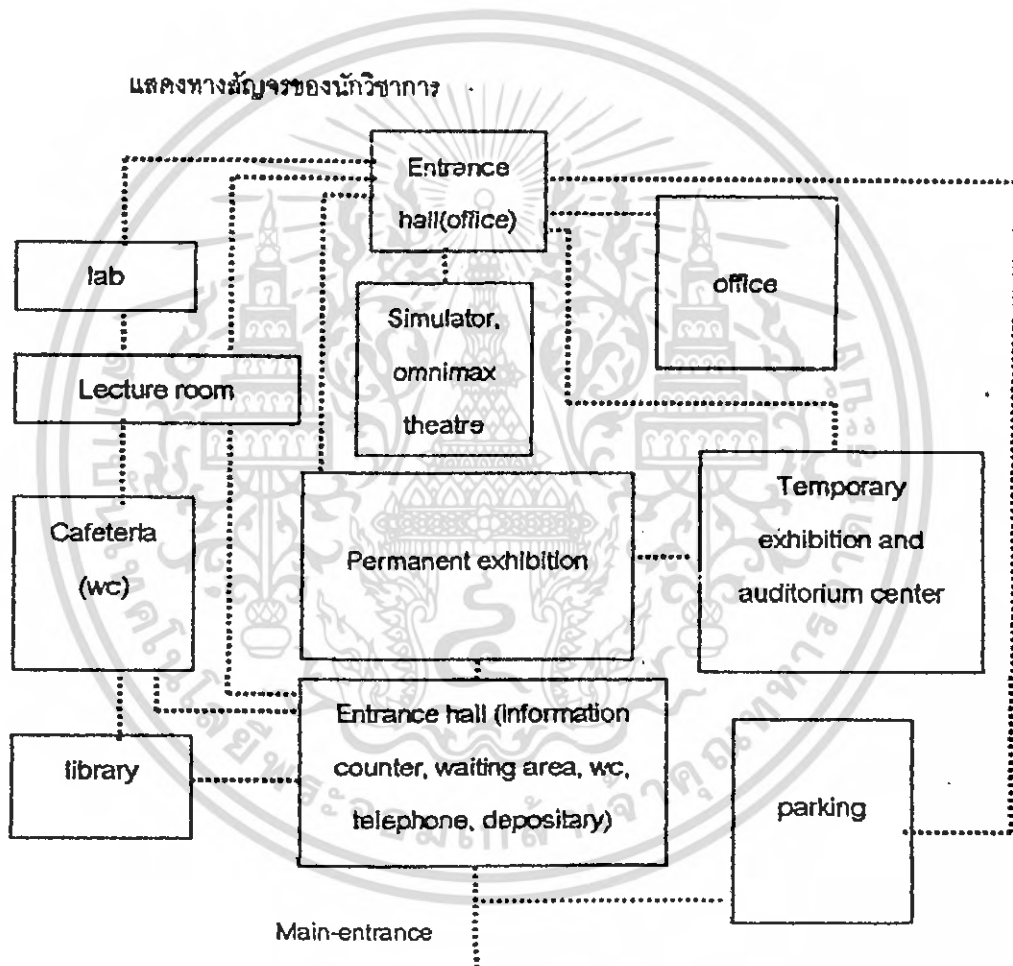 แสดงทางสัญจรของนักวิชาการ
Entrance
hall(office)
lab
office
Simulator,
omnimax
theatre
Lecture room
Cafeteria
(wc)
Permanent exhibition
Temporary
exhibition and
auditorium center
Entrance hall (information
counter, waiting area, wc,
telephone, depositary)
library
parking
Main-entrance